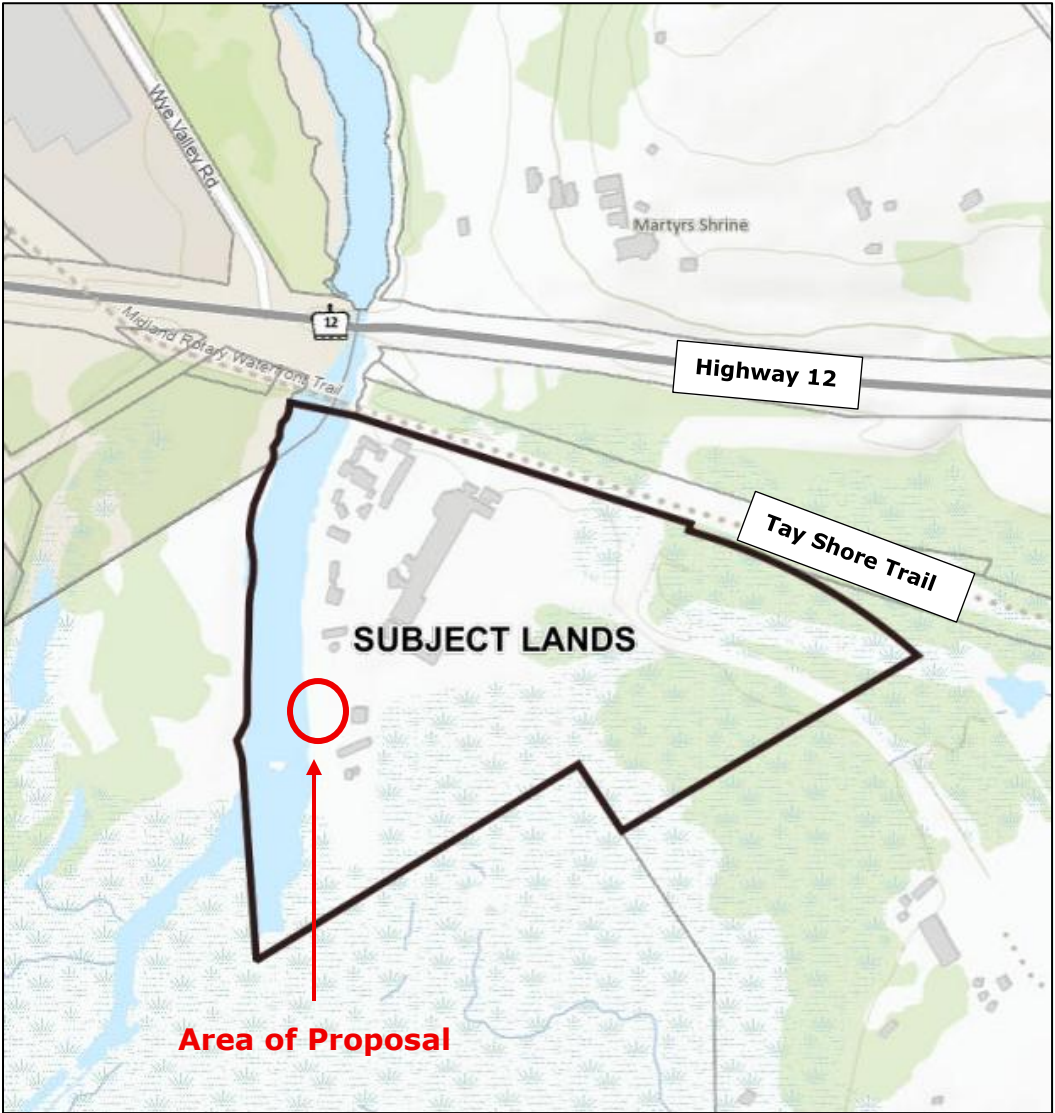 Wye Valley Rd
Martyrs Shrine
12
Midland Rotary Waterfront Trail
Highway 12
Tay Shore Trail
SUBJECT LANDS
Area of Proposal